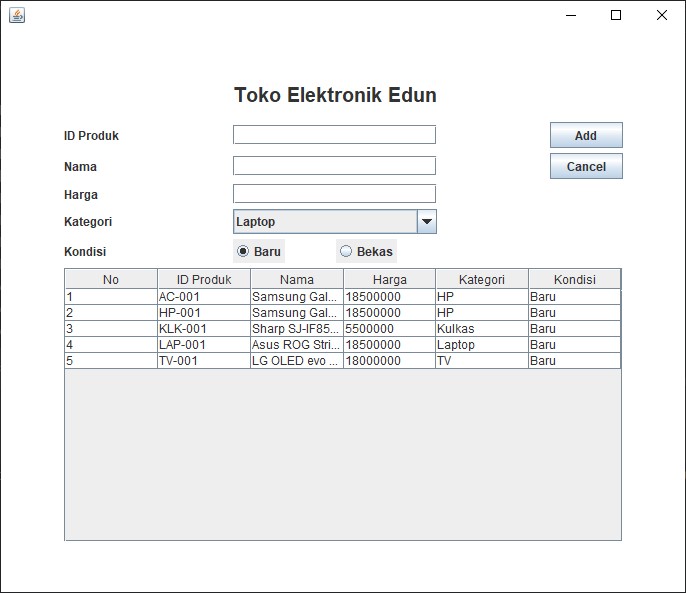 Toko Elektronik Edun
ID Produk Add
Nama Cancel
Harga
Kategori Laptop
Kondisi Baru Bekas
No ID Produk Nama Harga Kategori Kondisi
1 AC-001 Samsung Gal... 18500000 HP Baru
2 HP-001 Samsung Gal... 18500000 HP Baru
3 KLK-001 Sharp SJ-IF85... 5500000 Kulkas Baru
4 LAP-001 Asus ROG Stri... 18500000 Laptop Baru
5 TV-001 LG OLED evo ... 18000000 TV Baru